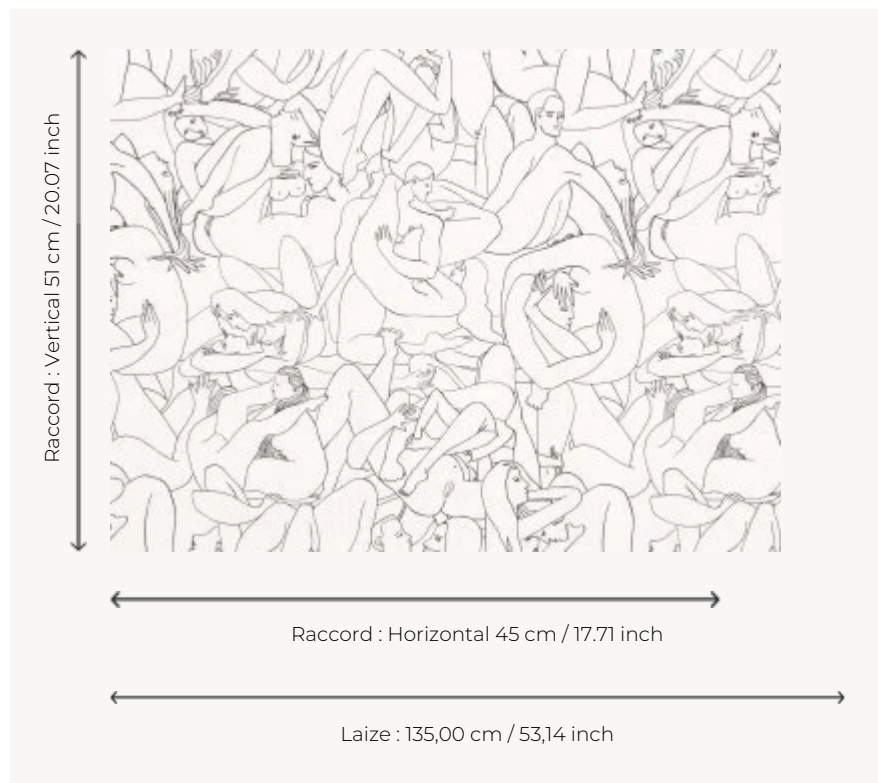 Raccord : Vertical 51 cm / 20.07 inch
Raccord : Horizontal 45 cm / 17.71 inch
Laize : 135,00 cm / 53,14 inch